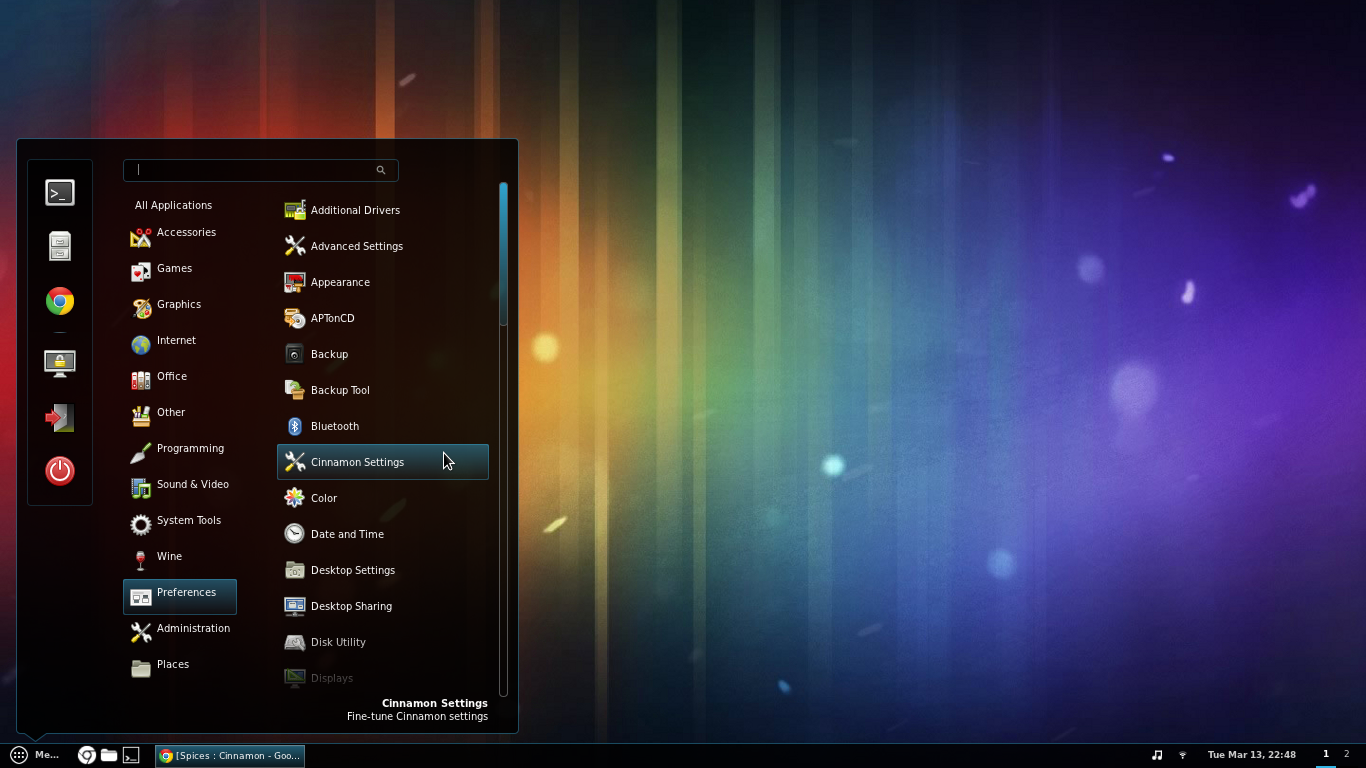 All Applications
Accessories
Games
Graphics
Internet
Office
Other
Programming
Sound & Video
System Tools
Wine
Preferences
Administration
Places
Additional Drivers
Advanced Settings
Appearance
APTonCD
Backup
Backup Tool
Bluetooth
Cinnamon Settings
Color
Date and Time
Desktop Settings
Desktop Sharing
Disk Utility
Displays
Cinnamon Settings
Fine-tune Cinnamon settings
Me...
[Spices : Cinnamon - Goo...
Tue Mar 13, 22:48
1
2